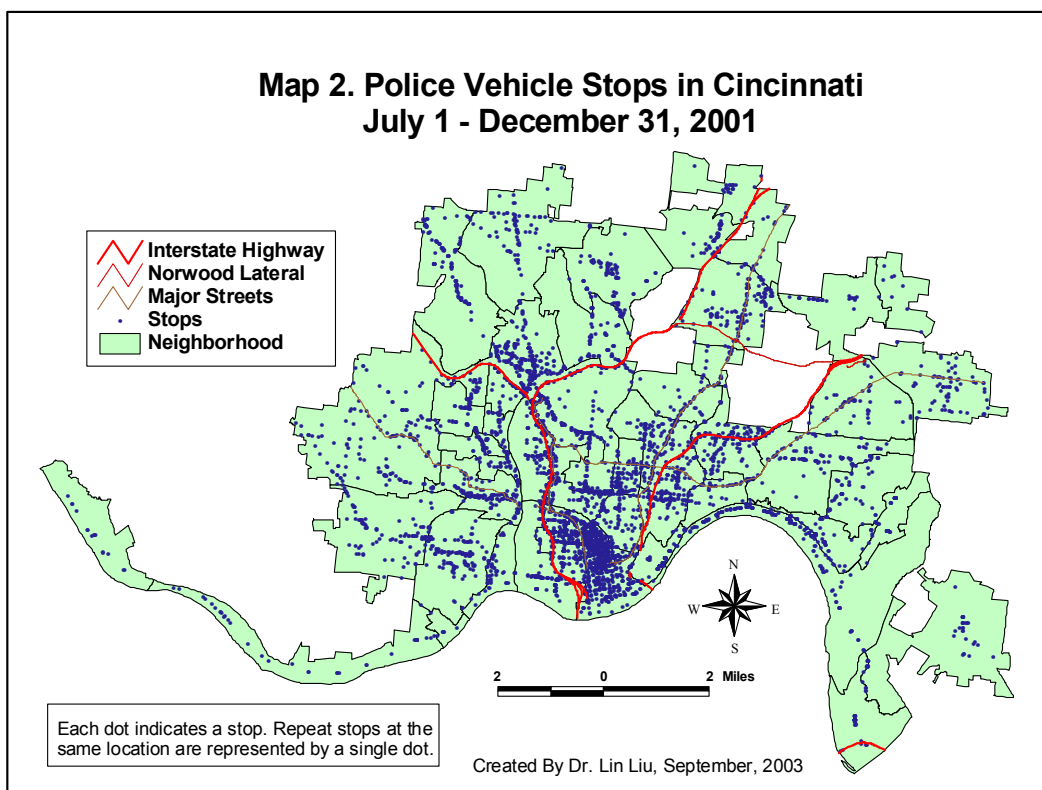 Map 2. Police Vehicle Stops in Cincinnati
July 1 - December 31, 2001
Interstate Highway
Norwood Lateral
Major Streets
Stops
Neighborhood
N
W E
S
2 0 2 Miles
Each dot indicates a stop. Repeat stops at the
same location are represented by a single dot.
Created By Dr. Lin Liu, September, 2003